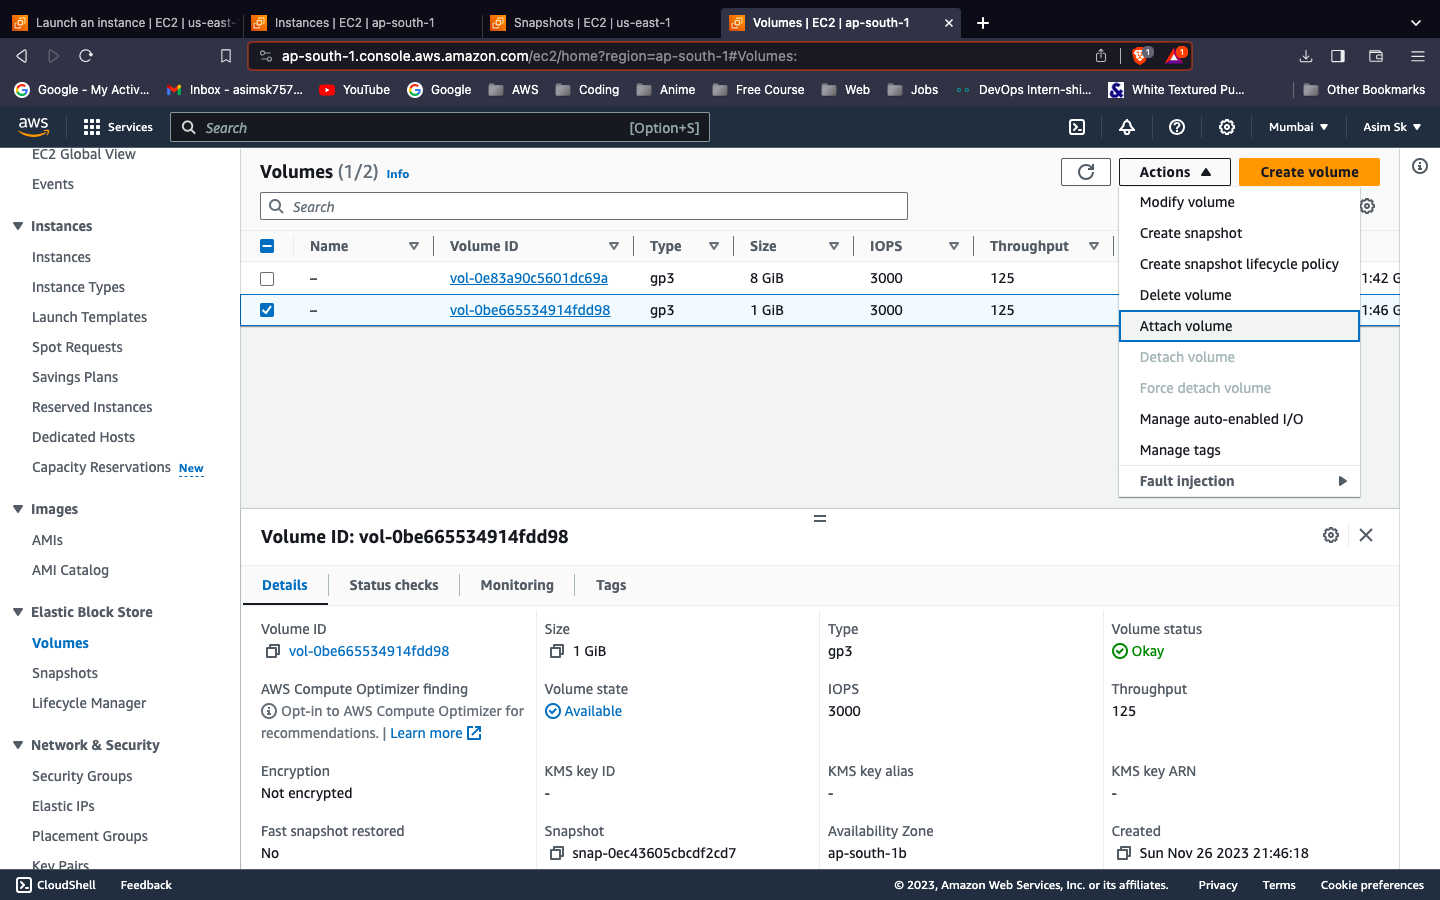 Launch an instance | EC2 | us-east-
Instances | EC2 | ap-south-1
Snapshots | EC2 | us-east-1
Volumes | EC2 | ap-south-1
ap-south-1.console.aws.amazon.com/ec2/home?region=ap-south-1#Volumes:
1
1
Google - My Activ...
Inbox - asimsk757...
YouTube
Google
AWS
Coding
Anime
Free Course
Web
Jobs
DevOps Intern-shi...
White Textured Pu...
Other Bookmarks
aws
Services
Search
[Option+S]
Mumbai
Asim Sk
EC2 Global View
Events
Instances
Instances
Instance Types
Launch Templates
Spot Requests
Savings Plans
Reserved Instances
Dedicated Hosts
Capacity Reservations New
Images
AMIs
AMI Catalog
Elastic Block Store
Volumes
Snapshots
Lifecycle Manager
Network & Security
Security Groups
Elastic IPs
Placement Groups
Key Pairs
Volumes (1/2) Info
Actions
Create volume
Search
Name
Volume ID
Type
Size
IOPS
Throughput
– vol-0e83a90c5601dc69a gp3 8 GiB 3000 125 1:42 G
– vol-0be665534914fdd98 gp3 1 GiB 3000 125 1:46 G
Modify volume
Create snapshot
Create snapshot lifecycle policy
Delete volume
Attach volume
Detach volume
Force detach volume
Manage auto-enabled I/O
Manage tags
Fault injection
Volume ID: vol-0be665534914fdd98
Details
Status checks
Monitoring
Tags
Volume ID
vol-0be665534914fdd98
Size
1 GiB
Type
gp3
Volume status
Okay
AWS Compute Optimizer finding
Opt-in to AWS Compute Optimizer for
recommendations. | Learn more
Volume state
Available
IOPS
3000
Throughput
125
Encryption
Not encrypted
KMS key ID
-
KMS key alias
-
KMS key ARN
-
Fast snapshot restored
No
Snapshot
snap-0ec43605cbcdf2cd7
Availability Zone
ap-south-1b
Created
Sun Nov 26 2023 21:46:18
CloudShell
Feedback
© 2023, Amazon Web Services, Inc. or its affiliates.
Privacy
Terms
Cookie preferences